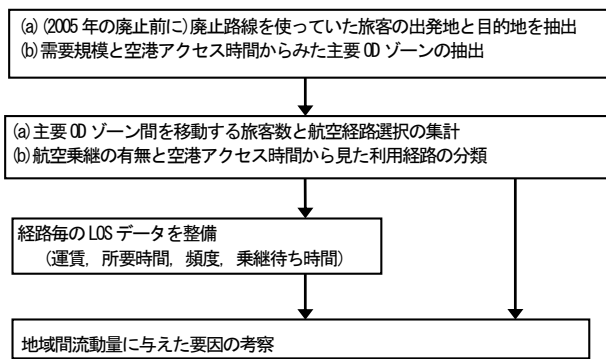 (a) (2005 年の廃止前に) 廃止路線を使っていた旅客の出発地と目的地を抽出
(b) 需要規模と空港アクセス時間からみた主要 OD ゾーンの抽出
(a) 主要 OD ゾーン間を移動する旅客数と航空経路選択の集計
(b) 航空乗継の有無と空港アクセス時間から見た利用経路の分類
経路毎の LOS データを整備
(運賃, 所要時間, 頻度, 乗継待ち時間)
地域間流動量に与えた要因の考察